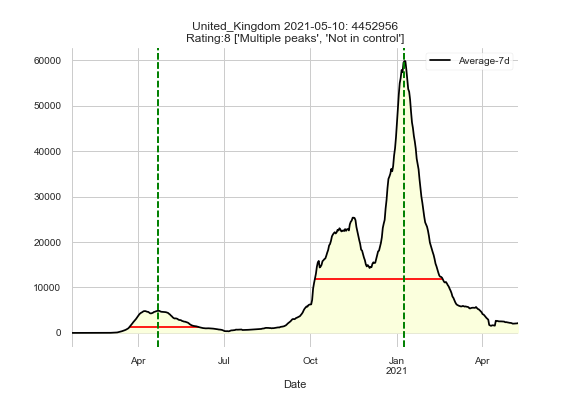 United_Kingdom 2021-05-10: 4452956
Rating:8 ['Multiple peaks', 'Not in control']
Average-7d
60000
50000
40000
30000
20000
10000
0
Apr
Jul
Oct
Jan
2021
Apr
Date